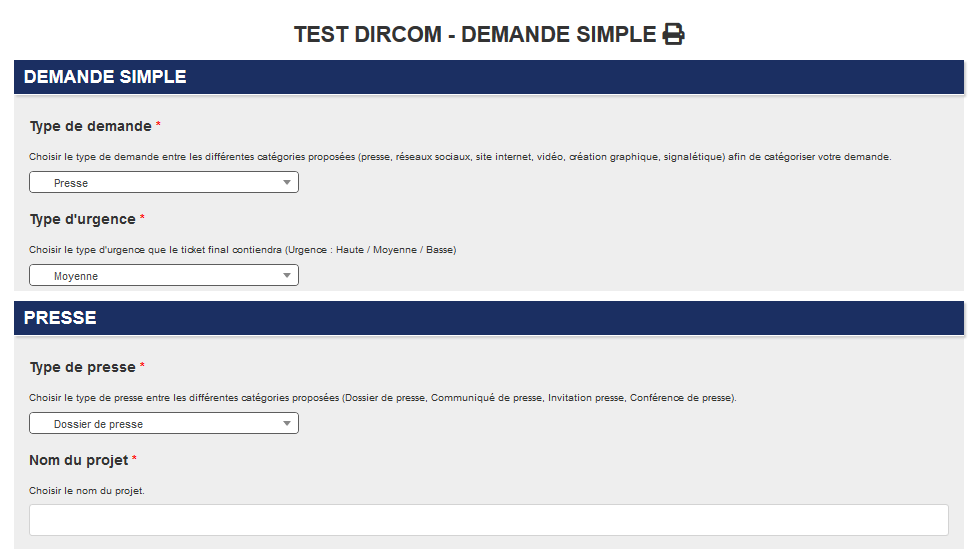 TEST DIRCOM - DEMANDE SIMPLE
DEMANDE SIMPLE
Type de demande *
Choisir le type de demande entre les différentes catégories proposées (presse, réseaux sociaux, site internet, vidéo, création graphique, signalétique) afin de catégoriser votre demande.
Presse
Type d'urgence *
Choisir le type d'urgence que le ticket final contiendra (Urgence : Haute / Moyenne / Basse)
Moyenne
PRESSE
Type de presse *
Choisir le type de presse entre les différentes catégories proposées (Dossier de presse, Communiqué de presse, Invitation presse, Conférence de presse).
Dossier de presse
Nom du projet *
Choisir le nom du projet.